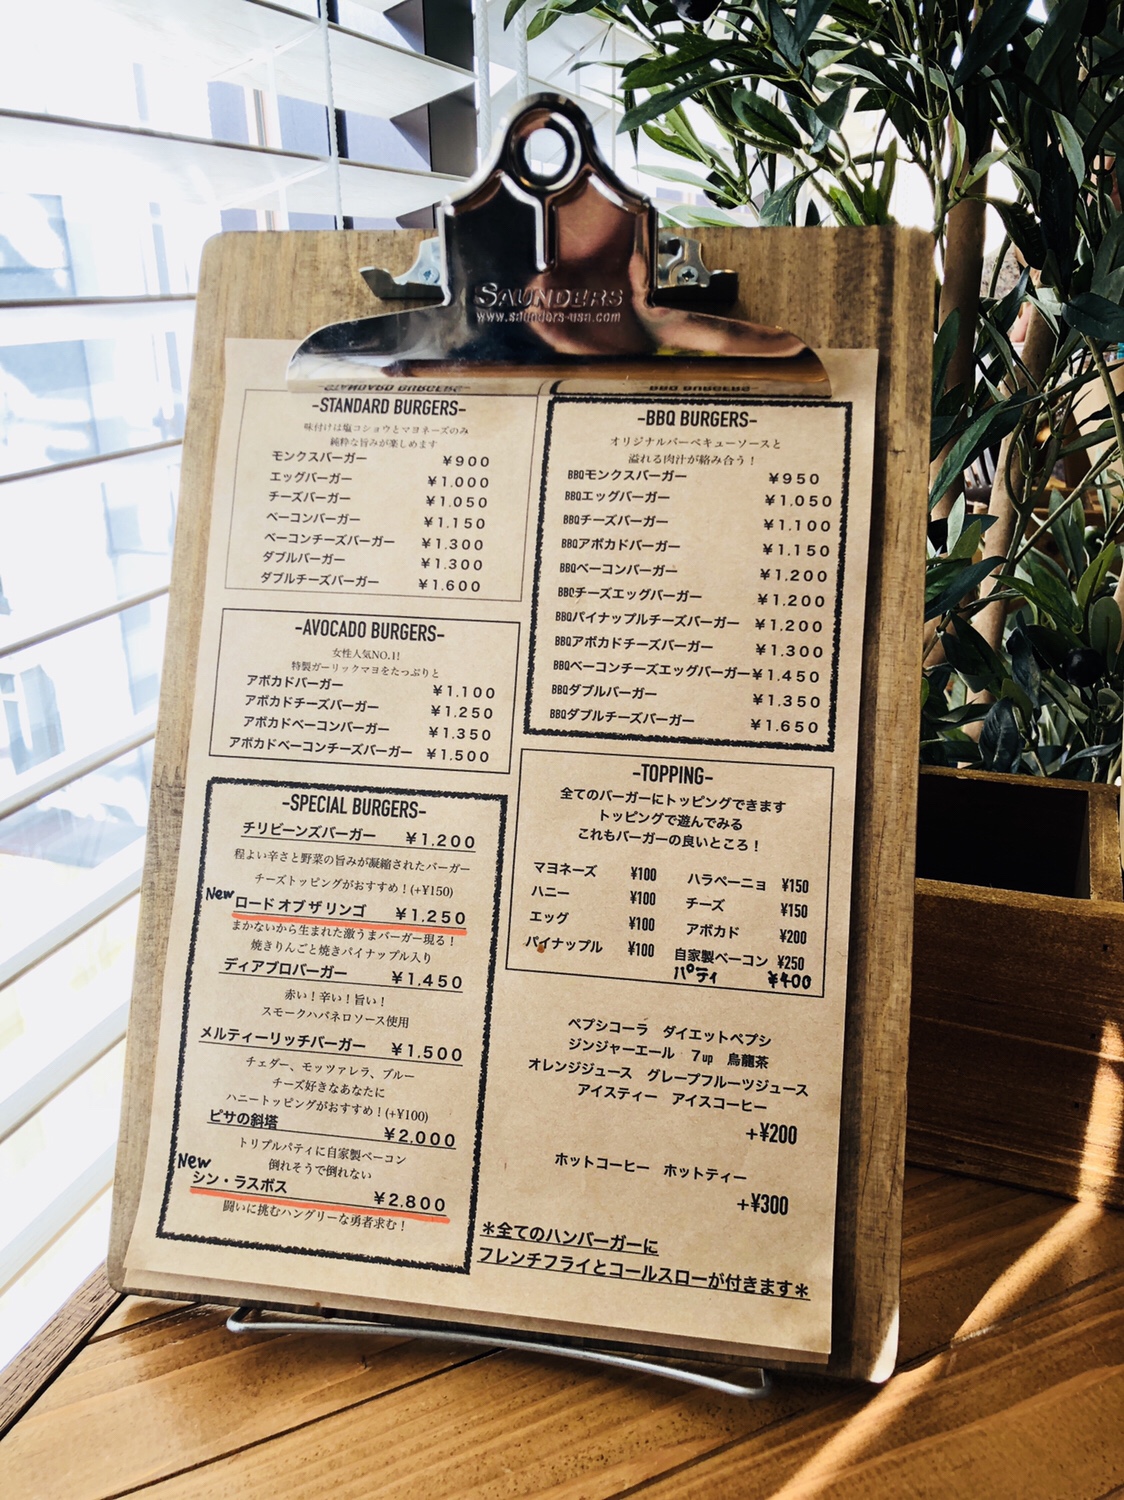 SAUNDERS
www.saunders-usa.com
-STANDARD BURGERS-
味付けは塩コショウとマヨネーズのみ
純粋な旨みが楽しめます
モンクスバーガー ¥900
エッグバーガー ¥1.000
チーズバーガー ¥1.050
ベーコンバーガー ¥1.150
ベーコンチーズバーガー ¥1.300
ダブルバーガー ¥1.300
ダブルチーズバーガー ¥1.600
-AVOCADO BURGERS-
女性人気NO.1!
特製ガーリックマヨをたっぷりと
アボカドバーガー ¥1.100
アボカドチーズバーガー ¥1.250
アボカドベーコンバーガー ¥1.350
アボカドベーコンチーズバーガー ¥1.500
-SPECIAL BURGERS-
チリビーンズバーガー ¥1.200
程よい辛さと野菜の旨みが凝縮されたバーガー
チーズトッピングがおすすめ！(+¥150)
New
ロード オブ ザ リンゴ ¥1.250
まかないから生まれた激うまバーガー現る！
焼きりんごと焼きパイナップル入り
ディアブロバーガー ¥1.450
赤い！辛い！旨い！
スモークハバネロソース使用
メルティーリッチバーガー ¥1.500
チェダー、モッツァレラ、ブルー
チーズ好きなあなたに
ハニートッピングがおすすめ！(+¥100)
ピサの斜塔 ¥2.000
トリプルパティに自家製ベーコン
倒れそうで倒れない
New
シン・ラスボス ¥2.800
闘いに挑むハングリーな勇者求む！
-BBQ BURGERS-
オリジナルバーベキューソースと
溢れる肉汁が絡み合う！
BBQモンクスバーガー ¥950
BBQエッグバーガー ¥1.050
BBQチーズバーガー ¥1.100
BBQアボカドバーガー ¥1.150
BBQベーコンバーガー ¥1.200
BBQチーズエッグバーガー ¥1.200
BBQパイナップルチーズバーガー ¥1.200
BBQアボカドチーズバーガー ¥1.300
BBQベーコンチーズエッグバーガー ¥1.450
BBQダブルバーガー ¥1.350
BBQダブルチーズバーガー ¥1.650
-TOPPING-
全てのバーガーにトッピングできます
トッピングで遊んでみる
これもバーガーの良いところ！
マヨネーズ ¥100 ハラペーニョ ¥150
ハニー ¥100 チーズ ¥150
エッグ ¥100 アボカド ¥200
パイナップル ¥100 自家製ベーコン ¥250
パティ ¥400
ペプシコーラ ダイエットペプシ
ジンジャーエール 7up 烏龍茶
オレンジジュース グレープフルーツジュース
アイスティー アイスコーヒー
+¥200
ホットコーヒー ホットティー
+¥300
＊全てのハンバーガーに
フレンチフライとコールスローが付きます＊